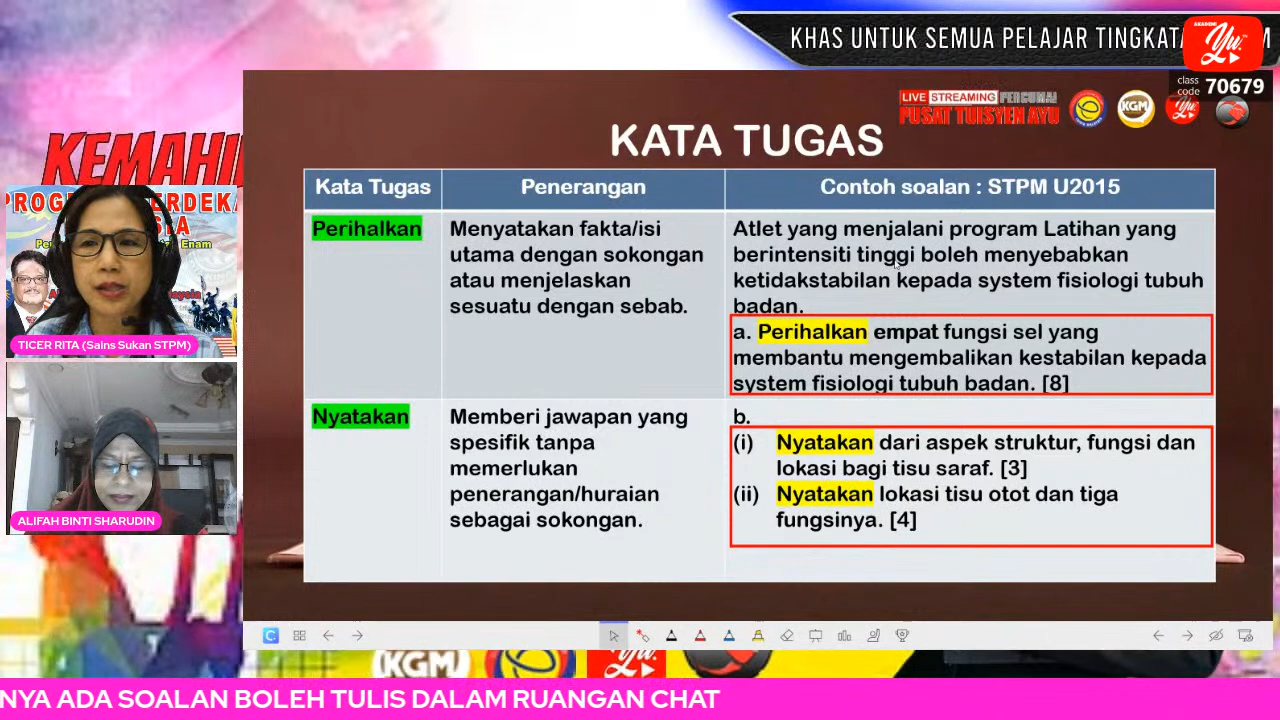 KHAS UNTUK SEMUA PELAJAR TINGKATA
M
AKADEMI
Yu
class
code 70679
LIVE STREAMING PERCUMA!
PUSAT TUISYEN AYU
KGM
KEMAHI
KATA TUGAS
Kata Tugas
Penerangan
Contoh soalan : STPM U2015
Perihalkan
Menyatakan fakta/isi
utama dengan sokongan
atau menjelaskan
sesuatu dengan sebab.
Atlet yang menjalani program Latihan yang
berintensiti tinggi boleh menyebabkan
ketidakstabilan kepada system fisiologi tubuh
badan.
a. Perihalkan empat fungsi sel yang
membantu mengembalikan kestabilan kepada
system fisiologi tubuh badan. [8]
Nyatakan
Memberi jawapan yang
spesifik tanpa
memerlukan
penerangan/huraian
sebagai sokongan.
b.
(i) Nyatakan dari aspek struktur, fungsi dan
lokasi bagi tisu saraf. [3]
(ii) Nyatakan lokasi tisu otot dan tiga
fungsinya. [4]
TICER RITA (Sains Sukan STPM)
ALIFAH BINTI SHARUDIN
KGM
NYA ADA SOALAN BOLEH TULIS DALAM RUANGAN CHAT